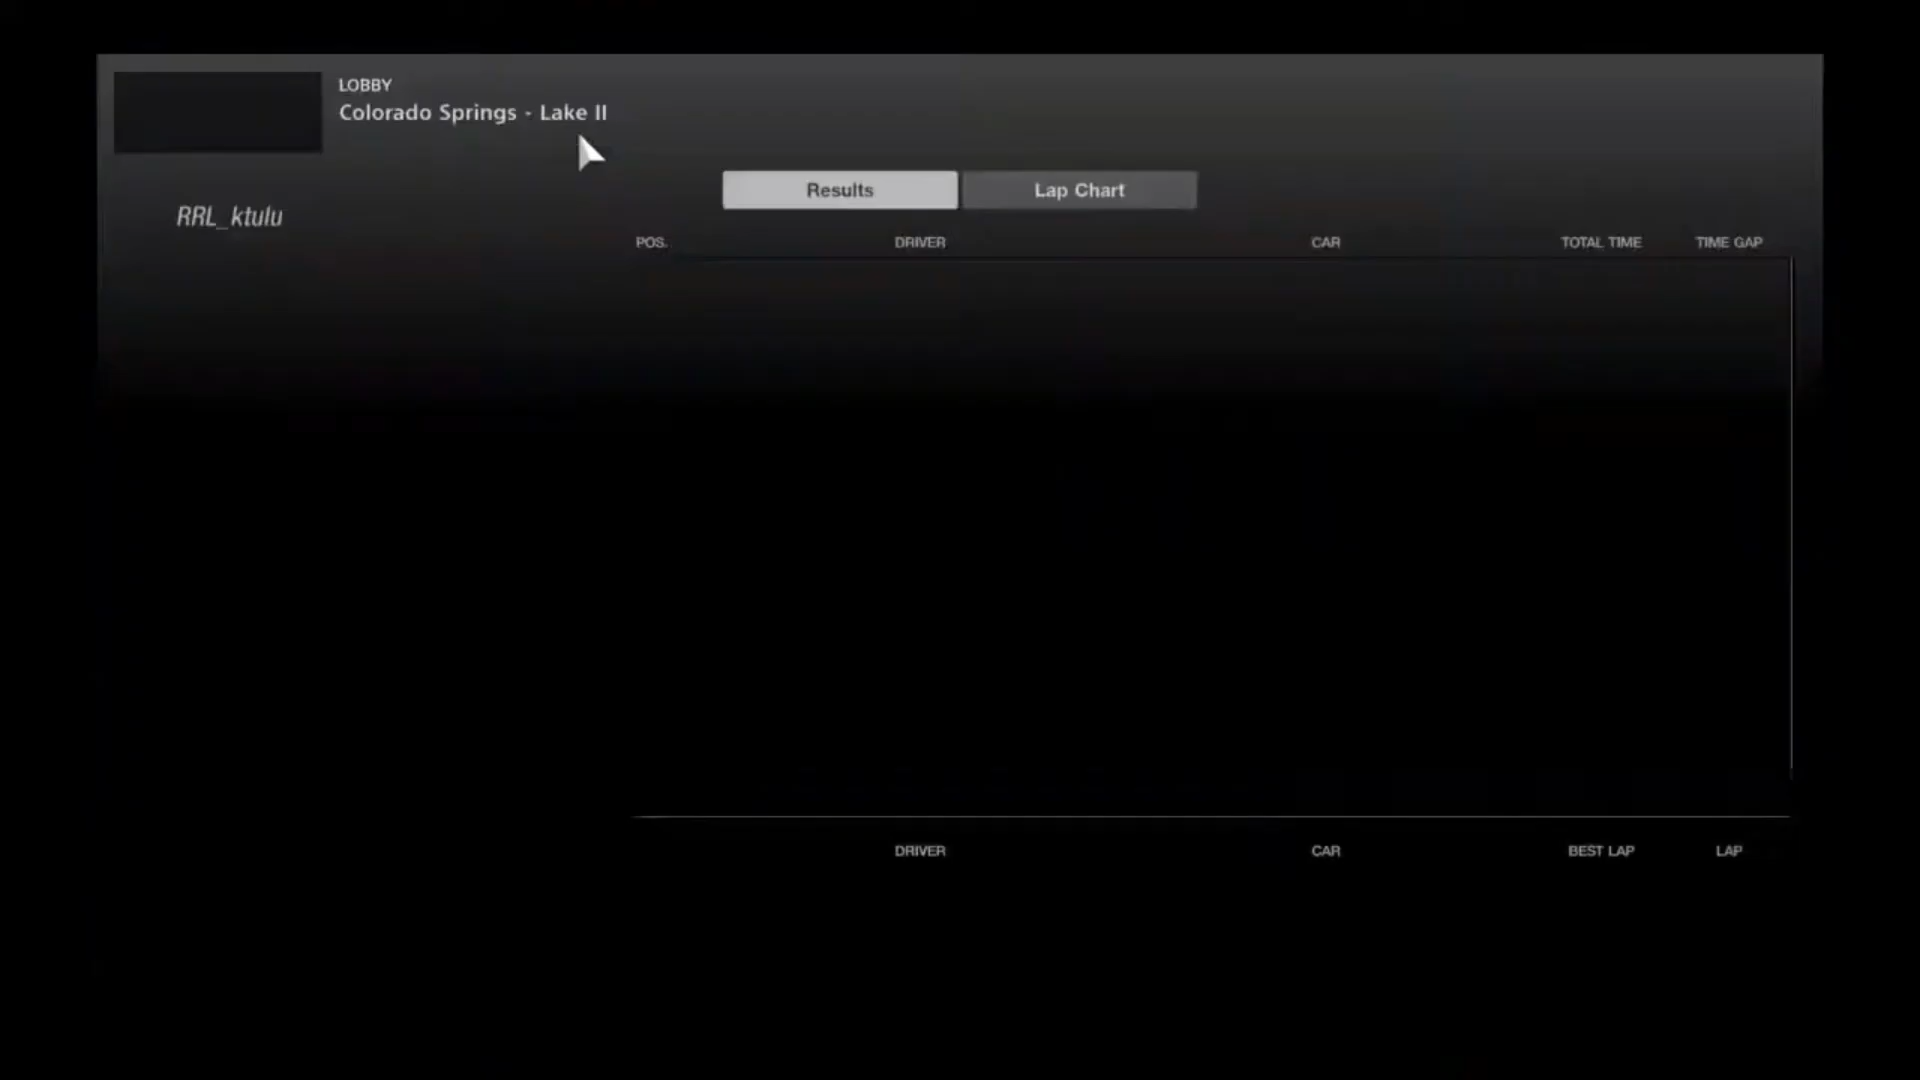 LOBBY
Colorado Springs - Lake II
Results
Lap Chart
RRL_ktulu
POS.
DRIVER
CAR
TOTAL TIME
TIME GAP
DRIVER
CAR
BEST LAP
LAP